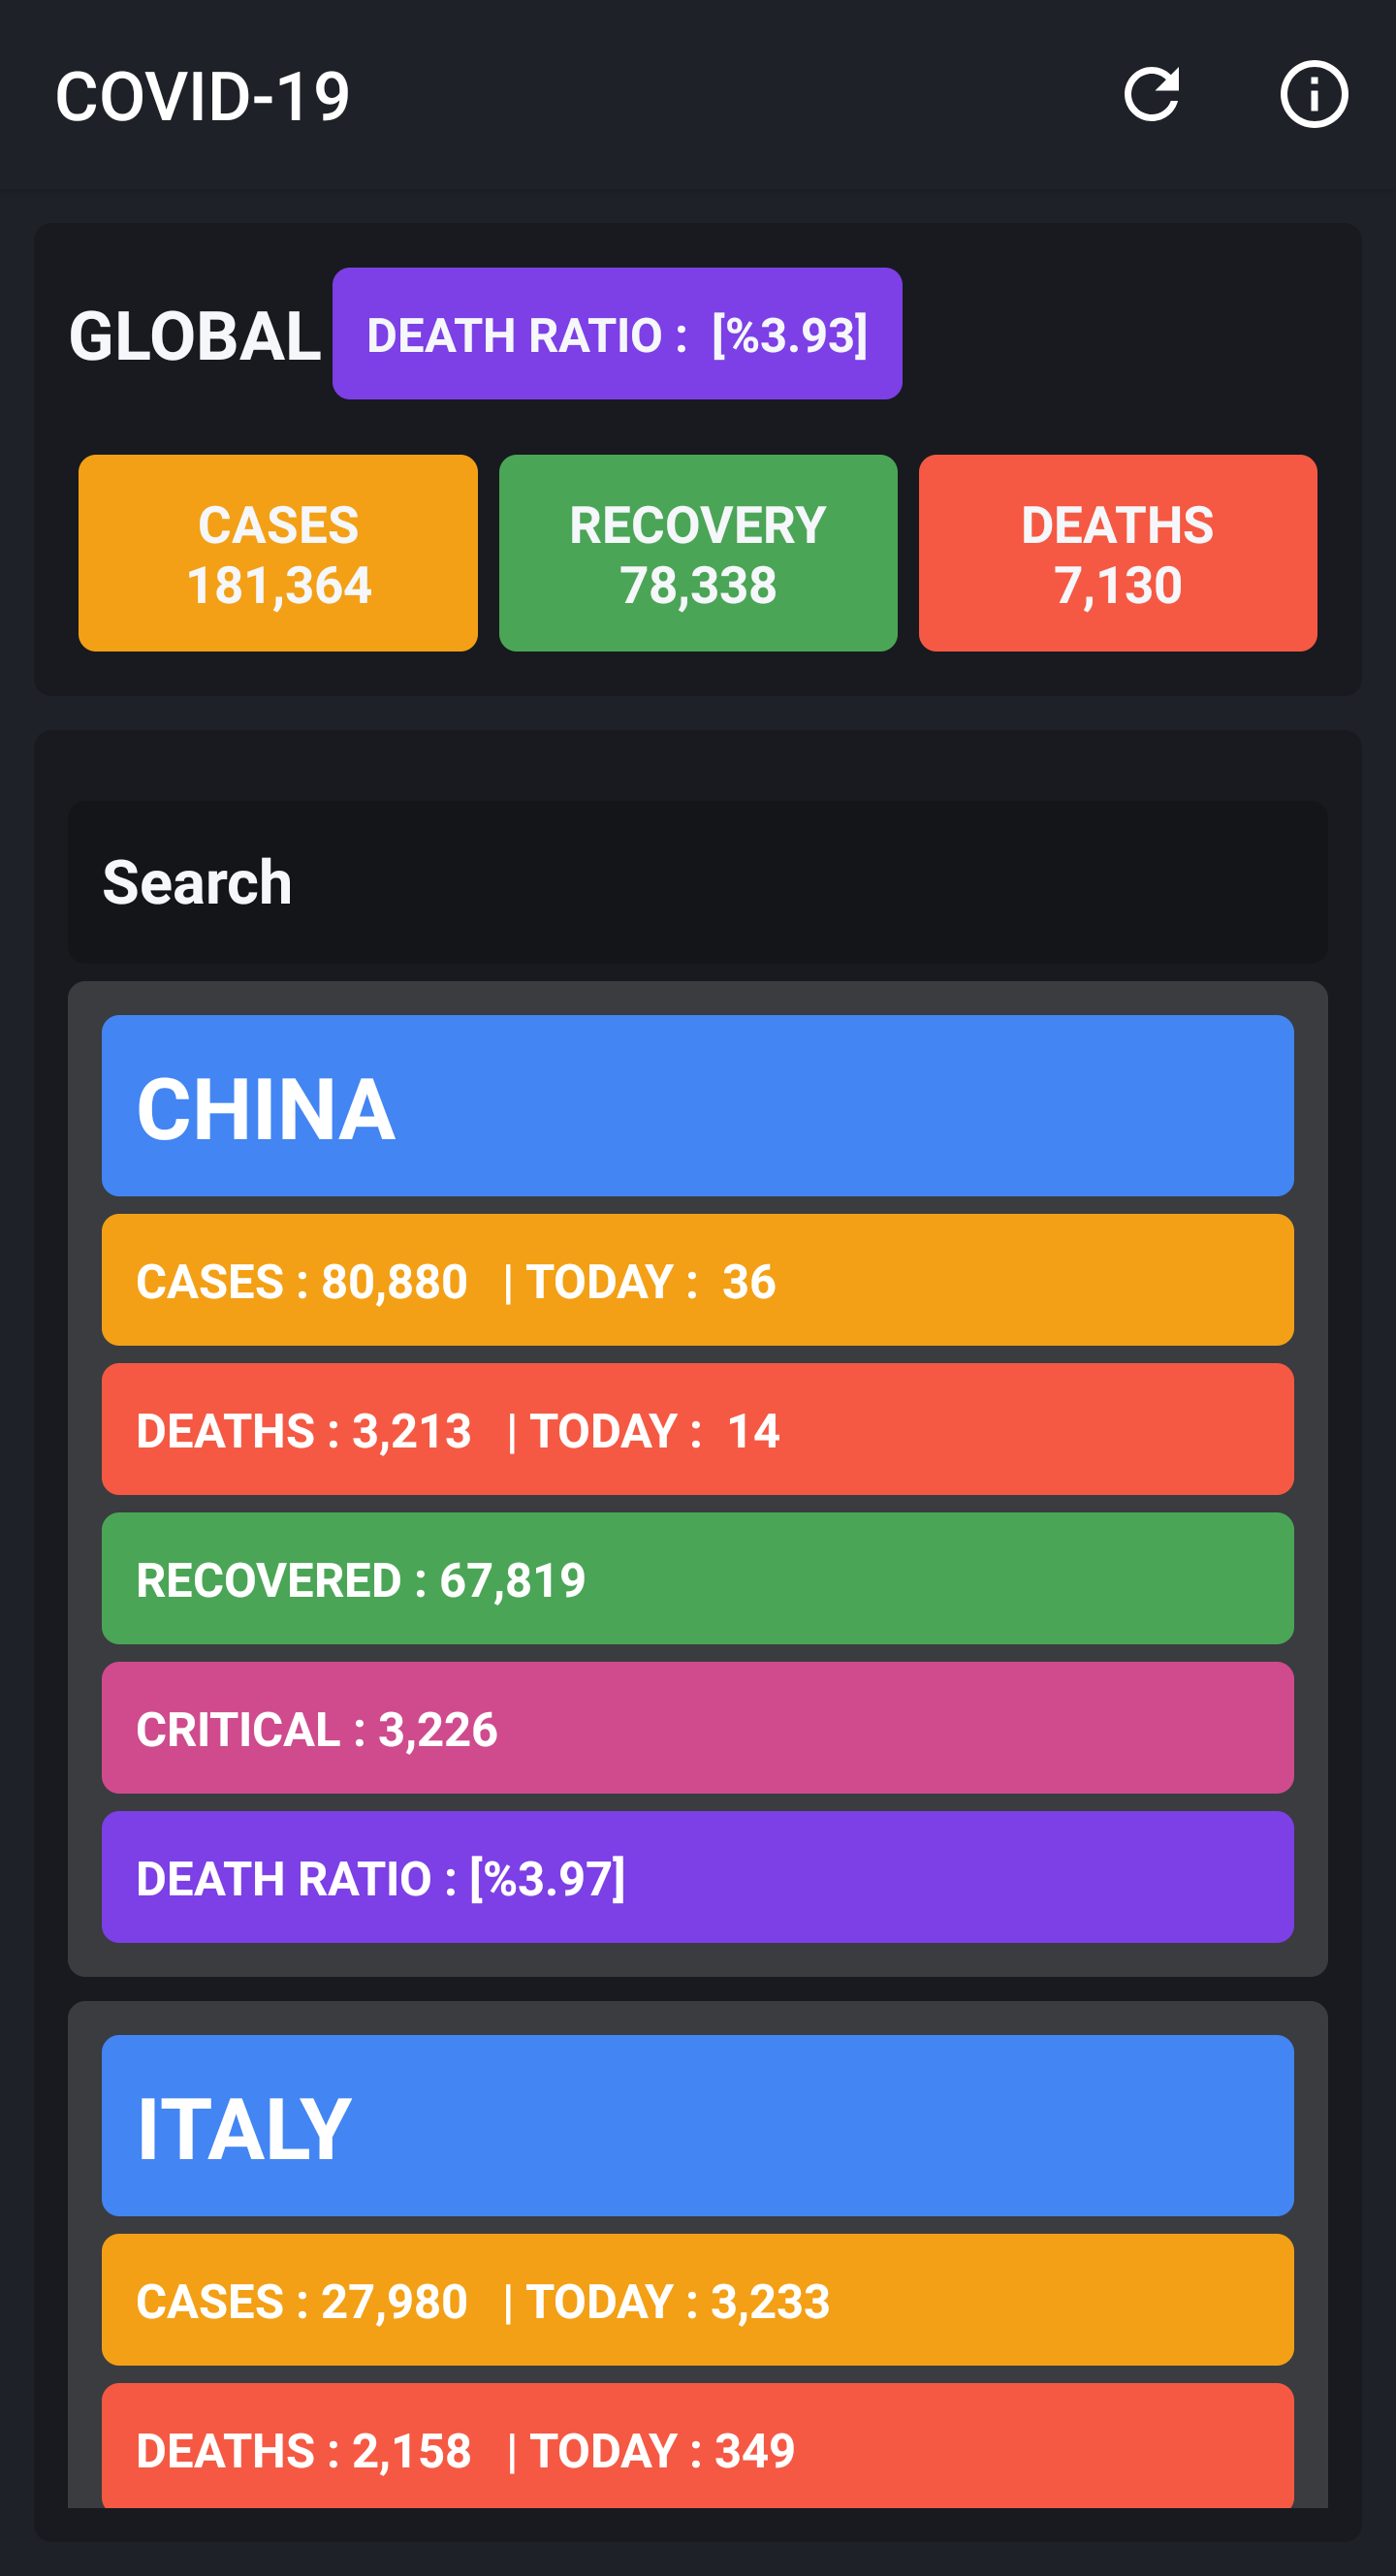 COVID-19
GLOBAL DEATH RATIO : [%3.93]
CASES RECOVERY DEATHS
181,364 78,338 7,130
Search
CHINA
CASES : 80,880 | TODAY : 36
DEATHS : 3,213 | TODAY : 14
RECOVERED : 67,819
CRITICAL : 3,226
DEATH RATIO : [%3.97]
ITALY
CASES : 27,980 | TODAY : 3,233
DEATHS : 2,158 | TODAY : 349